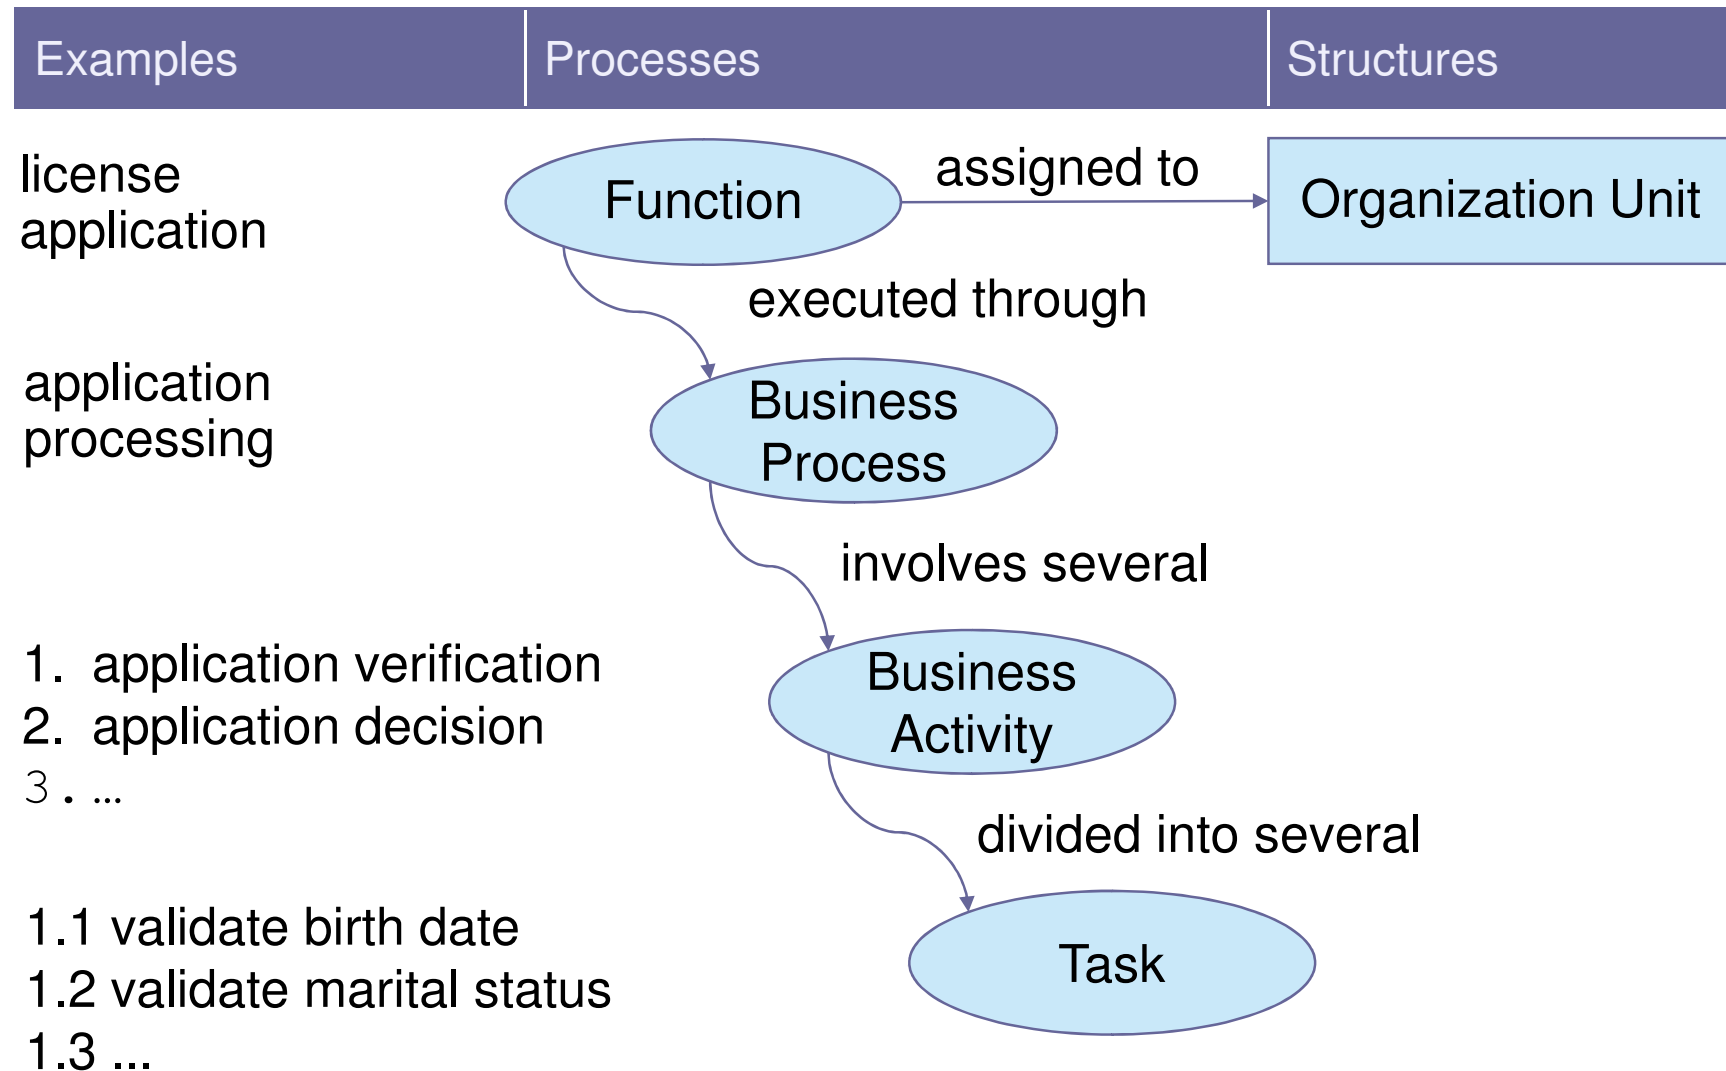 Examples
Processes
Structures
license
application
Function
assigned to
Organization Unit
executed through
application
processing
Business
Process
involves several
1. application verification
2. application decision
3. …
Business
Activity
divided into several
1.1 validate birth date
1.2 validate marital status
1.3 ...
Task